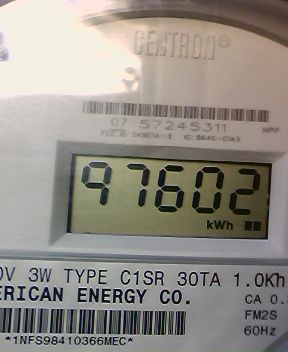 CENTRON®
07 57245311 HPP
97602
kWh
0V 3W TYPE C1SR 30TA 1.0Kh
ERICAN ENERGY CO. CA 0.
FM2S
*1NFS98410366MEC* 60Hz